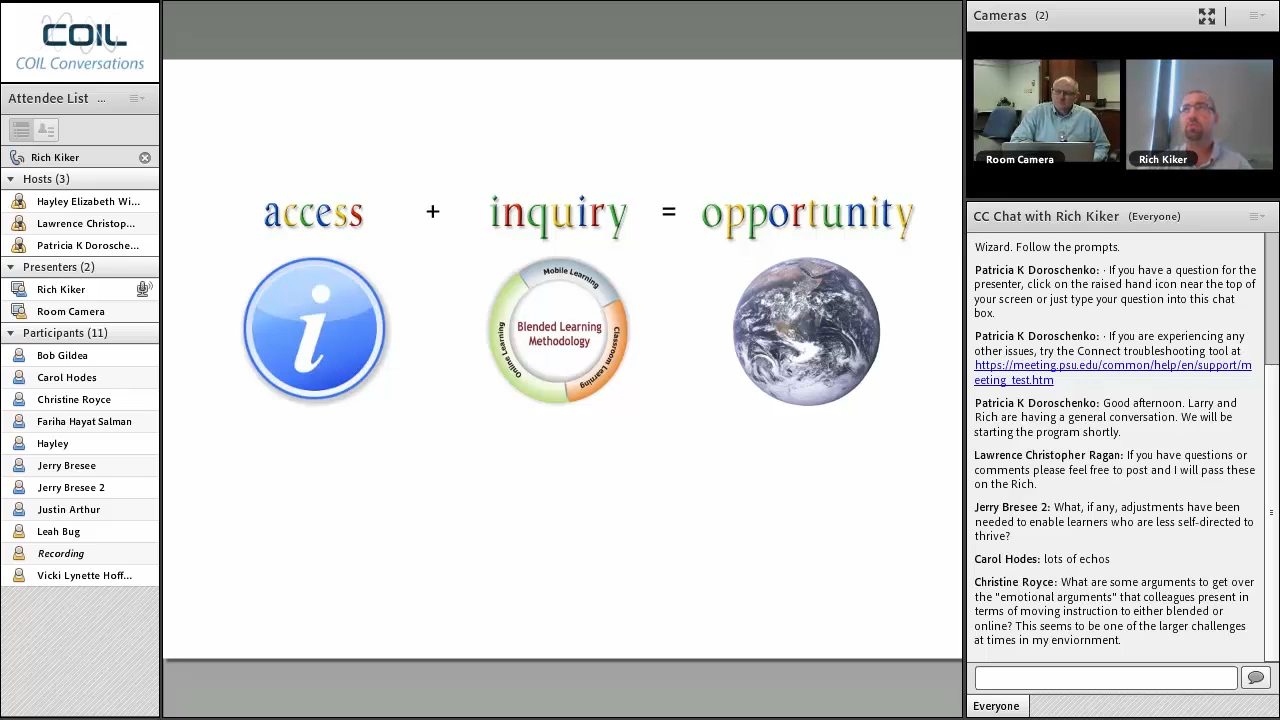 COIL
COIL Conversations
Attendee List ...
Rich Kiker
Hosts (3)
Hayley Elizabeth Wi...
Lawrence Christop...
Patricia K Dorosche...
Presenters (2)
Rich Kiker
Room Camera
Participants (11)
Bob Gildea
Carol Hodes
Christine Royce
Fariha Hayat Salman
Hayley
Jerry Bresee
Jerry Bresee 2
Justin Arthur
Leah Bug
Recording
Vicki Lynette Hoff...
access + inquiry = opportunity
i
Mobile Learning
Blended Learning
Methodology
Online Learning
Classroom Learning
Cameras (2)
Room Camera
Rich Kiker
CC Chat with Rich Kiker (Everyone)
Wizard. Follow the prompts.
Patricia K Doroschenko: · If you have a question for the
presenter, click on the raised hand icon near the top of
your screen or just type your question into this chat
box.
Patricia K Doroschenko: · If you are experiencing any
other issues, try the Connect troubleshooting tool at
https://meeting.psu.edu/common/help/en/support/m
eeting_test.htm
Patricia K Doroschenko: Good afternoon. Larry and
Rich are having a general conversation. We will be
starting the program shortly.
Lawrence Christopher Ragan: If you have questions or
comments please feel free to post and I will pass these
on the Rich.
Jerry Bresee 2: What, if any, adjustments have been
needed to enable learners who are less self-directed to
thrive?
Carol Hodes: lots of echos
Christine Royce: What are some arguments to get over
the "emotional arguments" that colleagues present in
terms of moving instruction to either blended or
online? This seems to be one of the larger challenges
at times in my enviornment.
Everyone